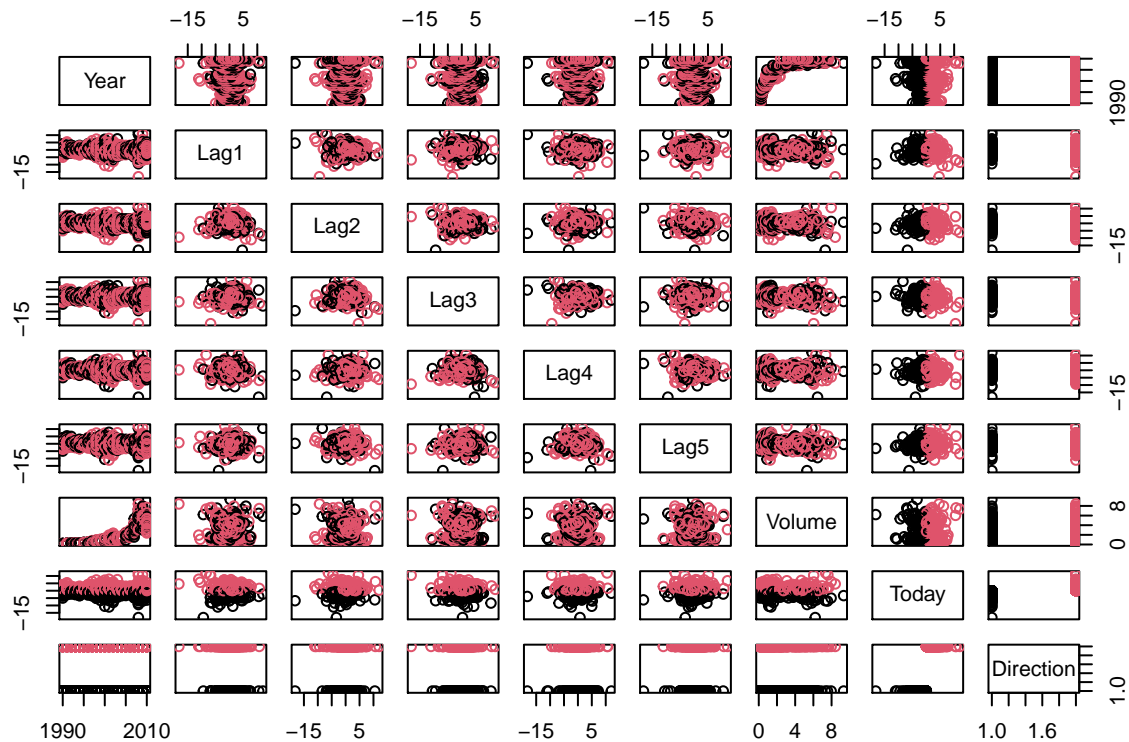 −15 5 −15 5 −15 5 −15 5
Year
1990
−15
Lag1
Lag2
−15
−15
Lag3
Lag4
−15
−15
Lag5
Volume
0 8
−15
Today
Direction
1.0
1990 2010 −15 5 −15 5 0 4 8 1.0 1.6